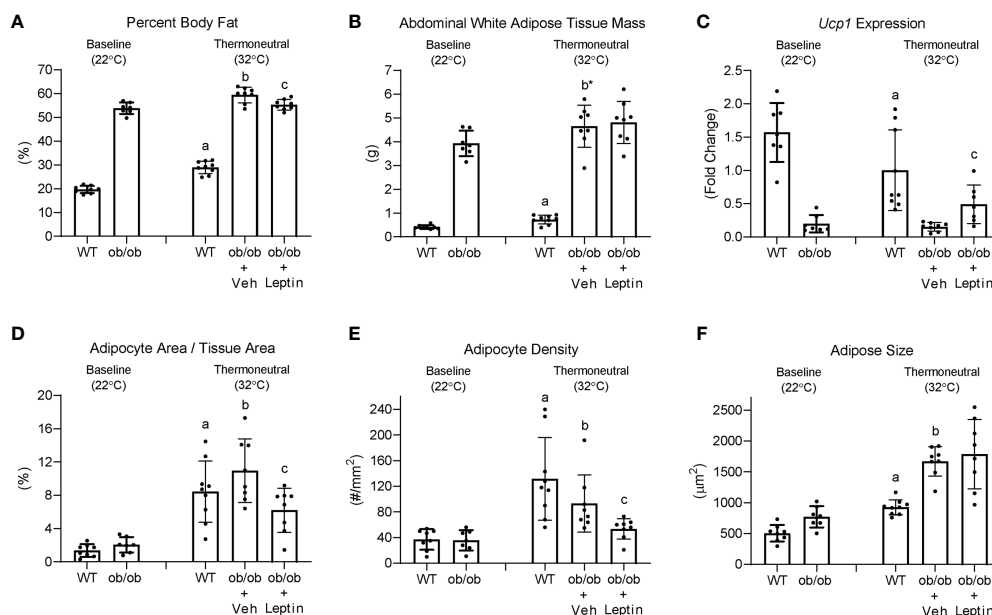 A
Percent Body Fat
Baseline
(22°C)
Thermoneutral
(32°C)
(%)
70
60
50
40
30
20
10
0
a
b
c
WT
ob/ob
WT
ob/ob
+
Veh
ob/ob
+
Leptin
B
Abdominal White Adipose Tissue Mass
Baseline
(22°C)
Thermoneutral
(32°C)
(g)
7
6
5
4
3
2
1
0
a
b*
WT
ob/ob
WT
ob/ob
+
Veh
ob/ob
+
Leptin
C
Ucp1 Expression
Baseline
(22°C)
Thermoneutral
(32°C)
(Fold Change)
2.5
2.0
1.5
1.0
0.5
0.0
a
c
WT
ob/ob
WT
ob/ob
+
Veh
ob/ob
+
Leptin
D
Adipocyte Area / Tissue Area
Baseline
(22°C)
Thermoneutral
(32°C)
(%)
20
16
12
8
4
0
a
b
c
WT
ob/ob
WT
ob/ob
+
Veh
ob/ob
+
Leptin
E
Adipocyte Density
Baseline
(22°C)
Thermoneutral
(32°C)
(#/mm²)
240
200
160
120
80
40
0
a
b
c
WT
ob/ob
WT
ob/ob
+
Veh
ob/ob
+
Leptin
F
Adipose Size
Baseline
(22°C)
Thermoneutral
(32°C)
(µm²)
2500
2000
1500
1000
500
0
a
b
WT
ob/ob
WT
ob/ob
+
Veh
ob/ob
+
Leptin